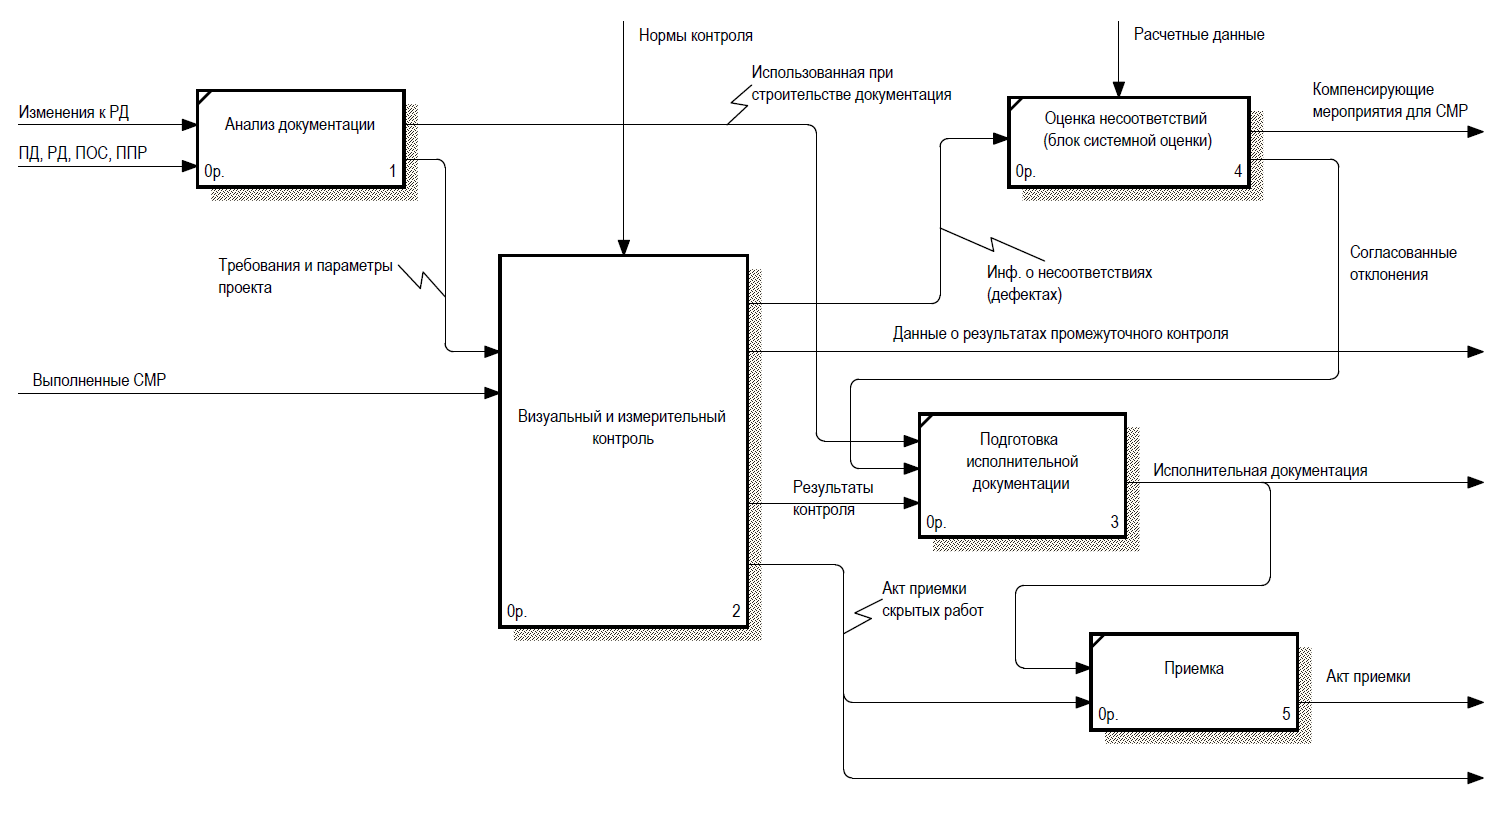 Нормы контроля
Расчетные данные
Использованная при
строительстве документация
Компенсирующие
мероприятия для СМР
Изменения к РД
ПД, РД, ПОС, ППР
Анализ документации
0р.
1
Оценка несоответствий
(блок системной оценки)
0р.
4
Требования и параметры
проекта
Инф. о несоответствиях
(дефектах)
Согласованные
отклонения
Данные о результатах промежуточного контроля
Выполненные СМР
Визуальный и измерительный
контроль
0р.
2
Подготовка
исполнительной
документации
0р.
3
Исполнительная документация
Результаты
контроля
Акт приемки
скрытых работ
Приемка
0р.
5
Акт приемки